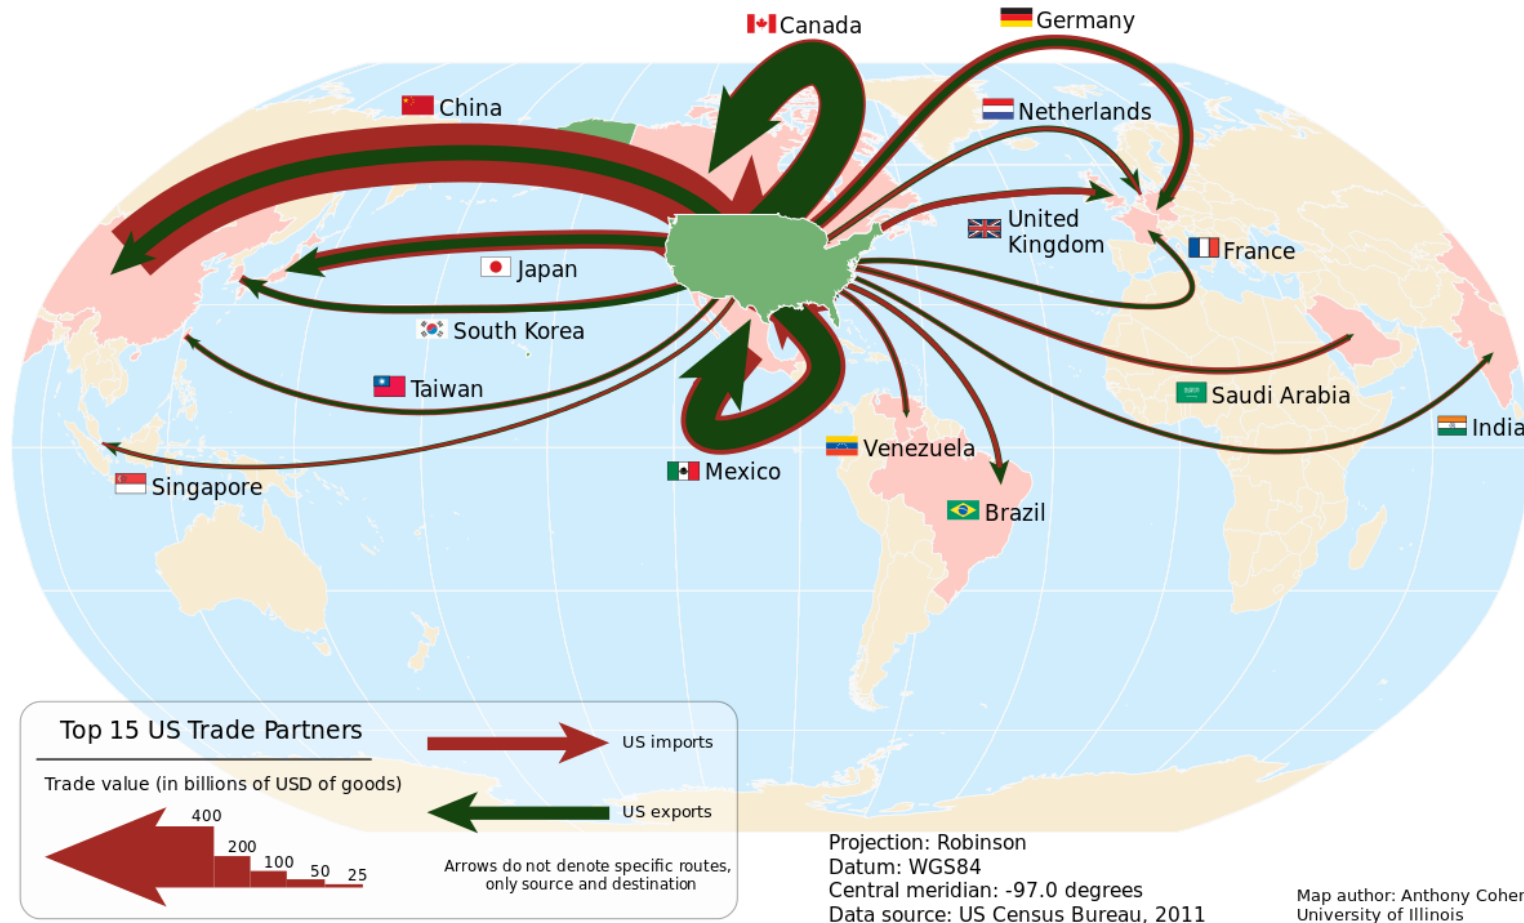 Canada
Germany
China
Netherlands
United
Kingdom
France
Japan
South Korea
Taiwan
Saudi Arabia
India
Venezuela
Mexico
Singapore
Brazil
Top 15 US Trade Partners
US imports
Trade value (in billions of USD of goods)
US exports
400
200
100
50
25
Arrows do not denote specific routes,
only source and destination
Projection: Robinson
Datum: WGS84
Central meridian: -97.0 degrees
Data source: US Census Bureau, 2011
Map author: Anthony Cohen
University of Illinois